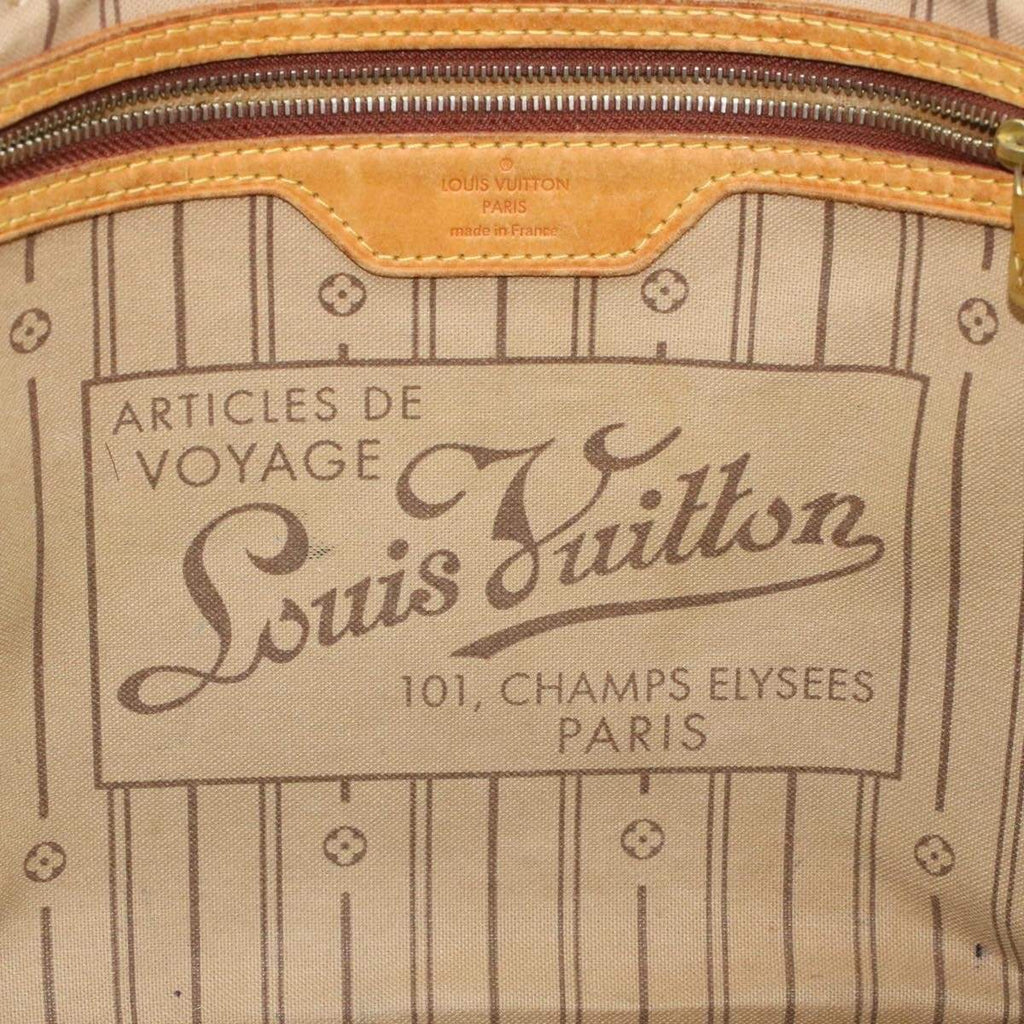 ®
LOUIS VUITTON
PARIS
made in France
ARTICLES DE
VOYAGE
Louis Vuitton
101, CHAMPS ELYSEES
PARIS